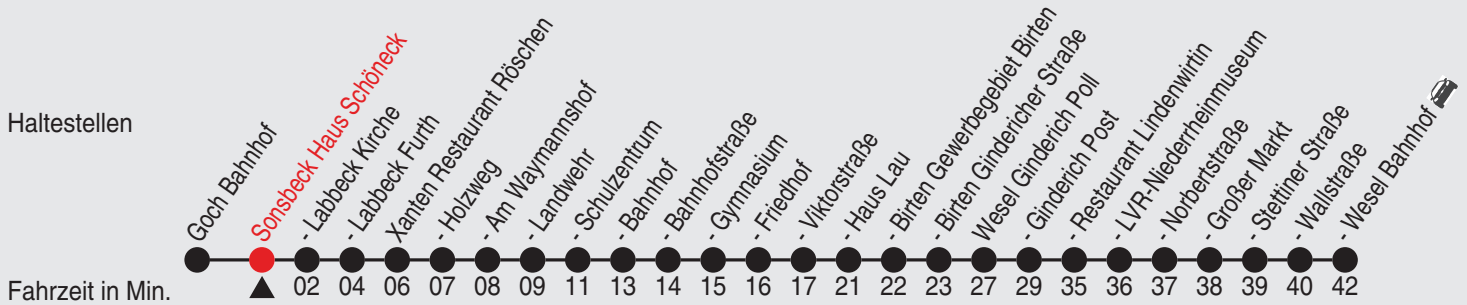 Haltestellen
Goch Bahnhof
Sonsbeck Haus Schöneck
- Labbeck Kirche
- Labbeck Furth
Xanten Restaurant Röschen
- Holzweg
- Am Waymannshof
- Landwehr
- Schulzentrum
- Bahnhof
- Bahnhofstraße
- Gymnasium
- Friedhof
- Viktorstraße
- Haus Lau
- Birten Gewerbegebiet Birten
- Birten Gindericher Straße
Wesel Ginderich Poll
- Ginderich Post
- Restaurant Lindenwirtin
- LVR-Niederrheinmuseum
- Norbertstraße
- Großer Markt
- Stettiner Straße
- Wallstraße
- Wesel Bahnhof
Fahrzeit in Min. 02 04 06 07 08 09 11 13 14 15 16 17 21 22 23 27 29 35 36 37 38 39 40 42